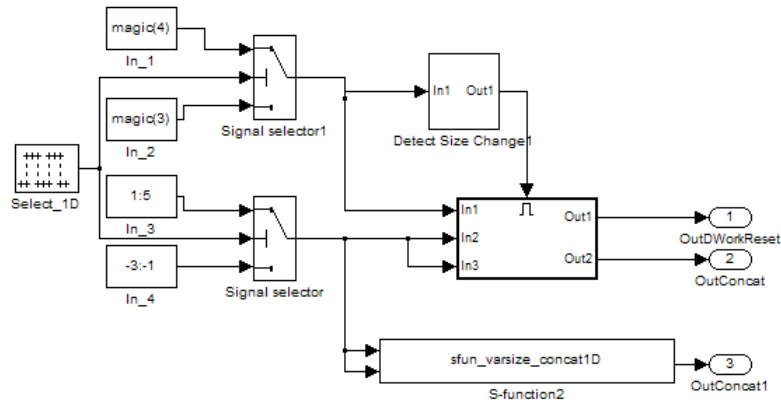 magic(4)
In_1
Signal selector1
magic(3)
In_2
In1 Out1
Detect Size Change1
Select_1D
1:5
In_3
-3:-1
In_4
Signal selector
In1
In2
In3
Out1
Out2
1
OutDWorkReset
2
OutConcat
sfun_varsize_concat1D
S-function2
3
OutConcat1